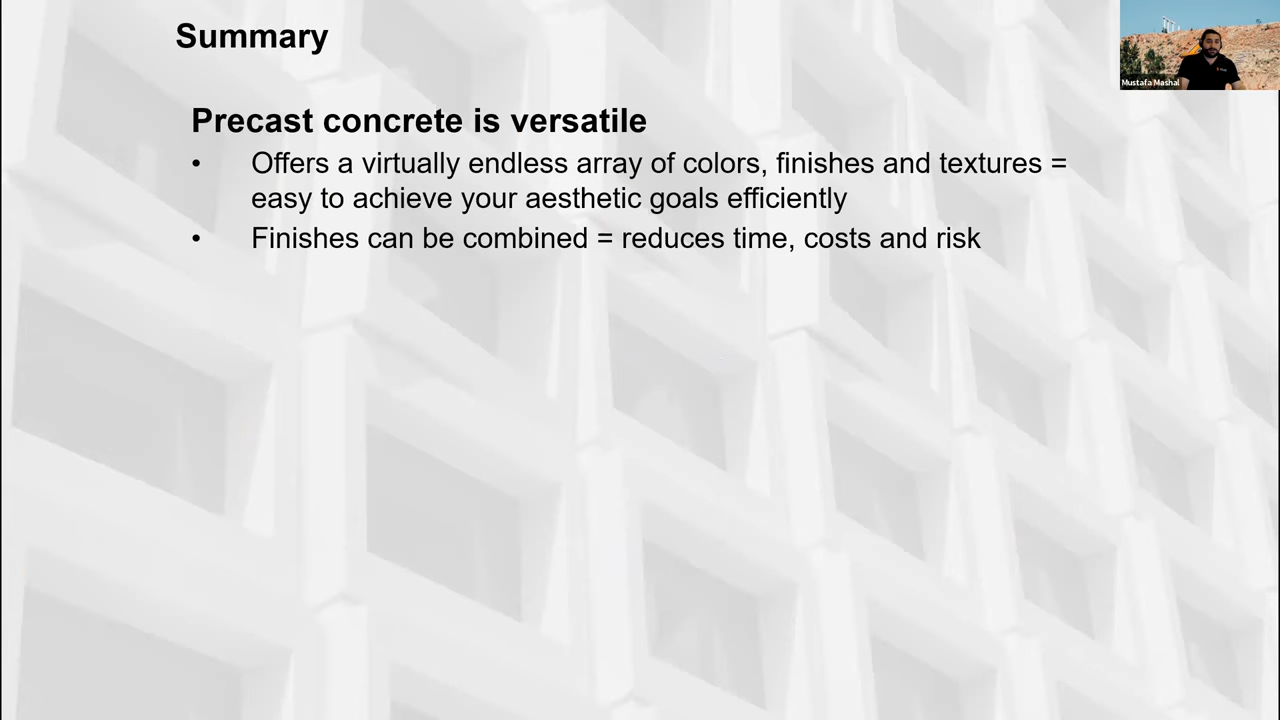 Summary
Mustafa Mashal
Precast concrete is versatile
• Offers a virtually endless array of colors, finishes and textures =
easy to achieve your aesthetic goals efficiently
• Finishes can be combined = reduces time, costs and risk